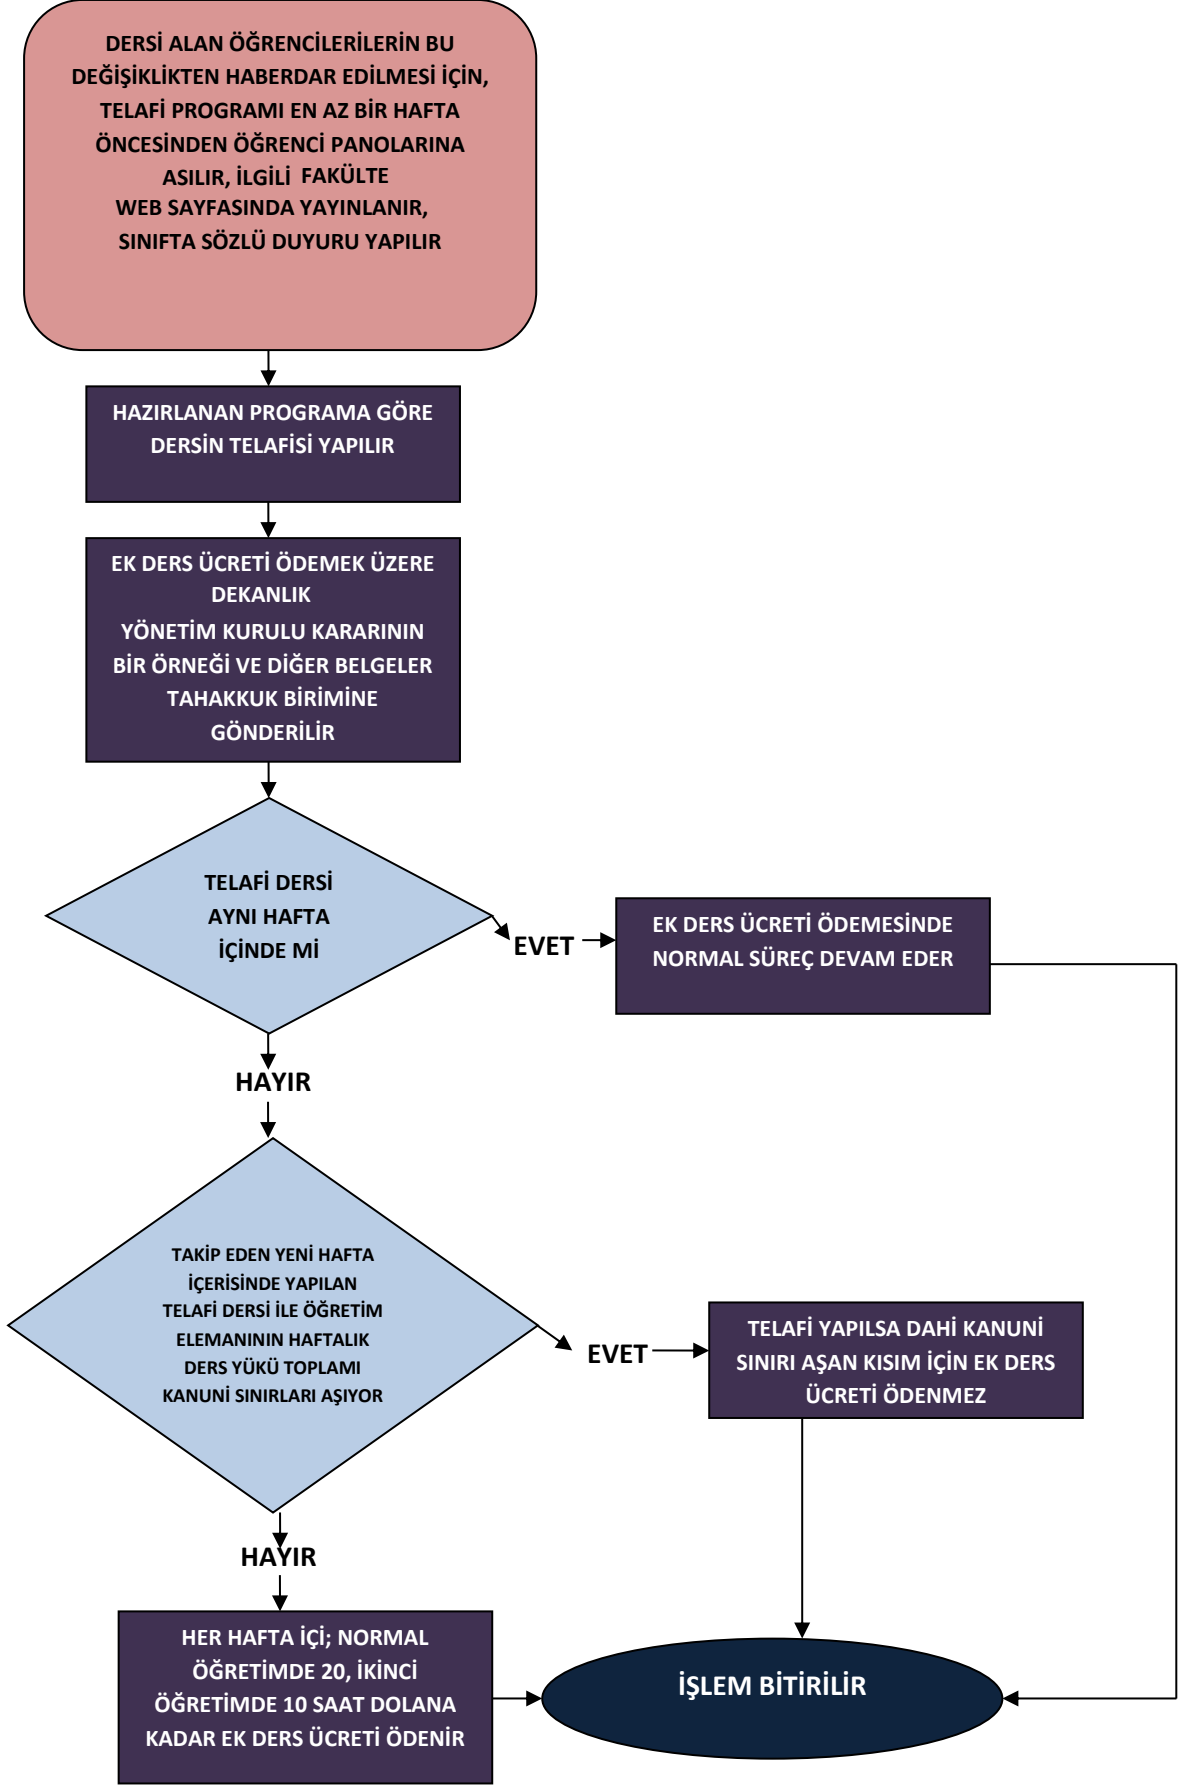 DERSİ ALAN ÖĞRENCİLERİLERİN BU
DEĞİŞİKLİKTEN HABERDAR EDİLMESİ İÇİN,
TELAFİ PROGRAMI EN AZ BİR HAFTA
ÖNCESİNDEN ÖĞRENCİ PANOLARINA
ASILIR, İLGİLİ FAKÜLTE
WEB SAYFASINDA YAYINLANIR,
SINIFTA SÖZLÜ DUYURU YAPILIR
HAZIRLANAN PROGRAMA GÖRE
DERSİN TELAFİSİ YAPILIR
EK DERS ÜCRETİ ÖDEMEK ÜZERE
DEKANLIK
YÖNETİM KURULU KARARININ
BİR ÖRNEĞİ VE DİĞER BELGELER
TAHAKKUK BİRİMİNE
GÖNDERİLİR
TELAFİ DERSİ
AYNI HAFTA
İÇİNDE Mİ
EVET
EK DERS ÜCRETİ ÖDEMESİNDE
NORMAL SÜREÇ DEVAM EDER
HAYIR
TAKİP EDEN YENİ HAFTA
İÇERİSİNDE YAPILAN
TELAFİ DERSİ İLE ÖĞRETİM
ELEMANININ HAFTALIK
DERS YÜKÜ TOPLAMI
KANUNİ SINIRLARI AŞIYOR
EVET
TELAFİ YAPILSA DAHİ KANUNİ
SINIRI AŞAN KISIM İÇİN EK DERS
ÜCRETİ ÖDENMEZ
HAYIR
HER HAFTA İÇİ; NORMAL
ÖĞRETİMDE 20, İKİNCİ
ÖĞRETİMDE 10 SAAT DOLANA
KADAR EK DERS ÜCRETİ ÖDENİR
İŞLEM BİTİRİLİR